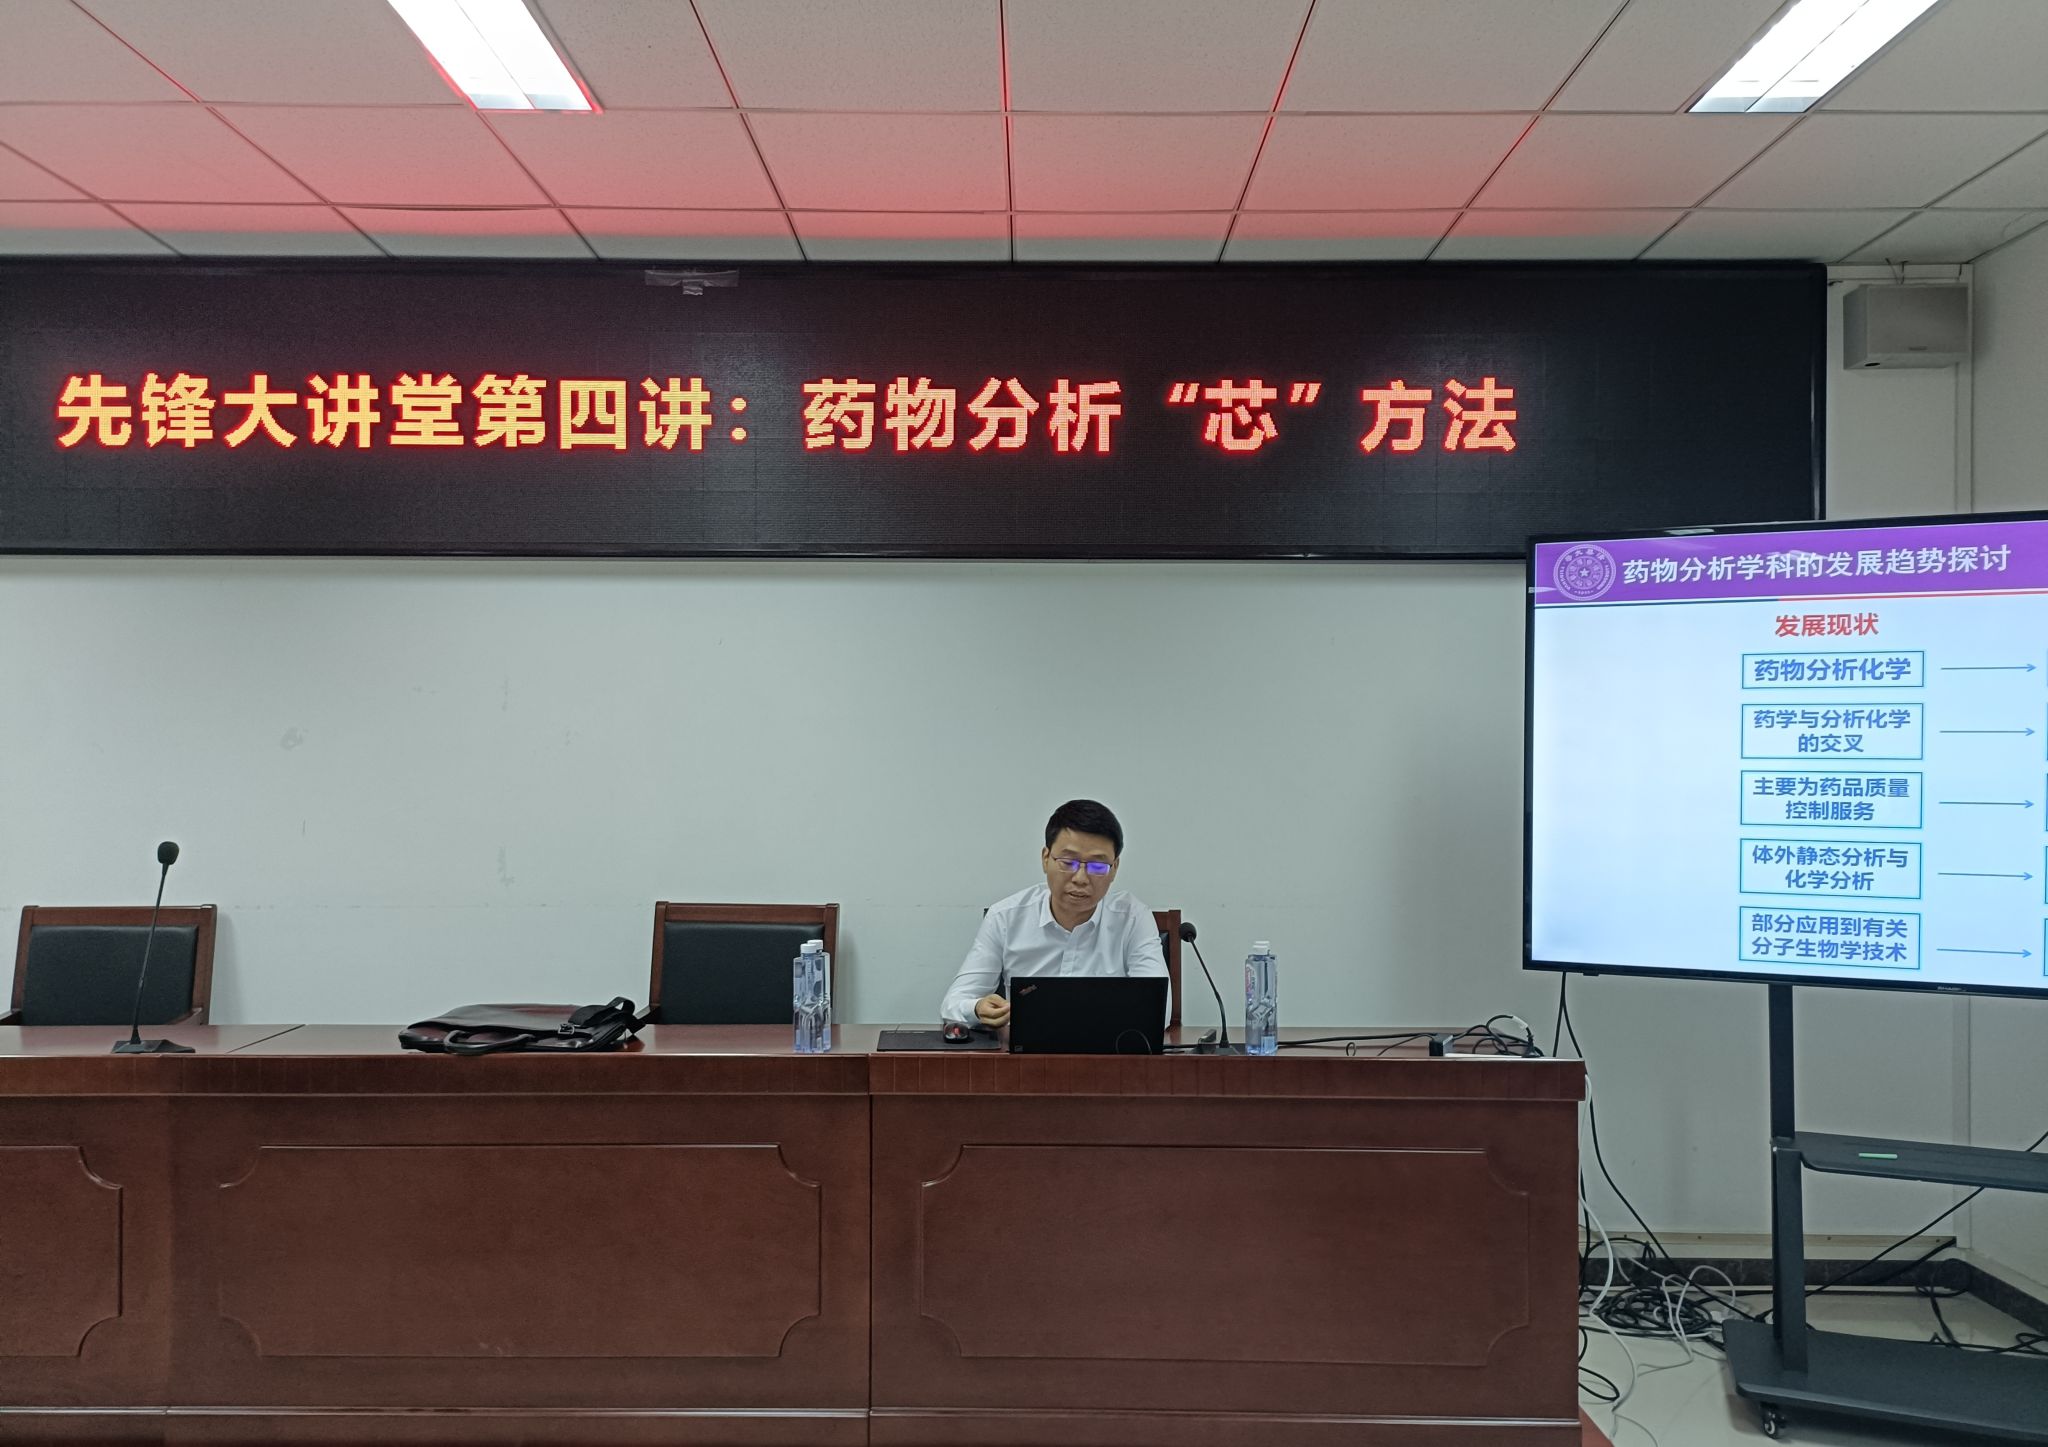 先锋大讲堂第四讲：药物分析“芯”方法
药物分析学科的发展趋势探讨
发展现状
药物分析化学
药学与分析化学
的交叉
主要为药品质量
控制服务
体外静态分析与
化学分析
部分应用到有关
分子生物学技术
SHARP